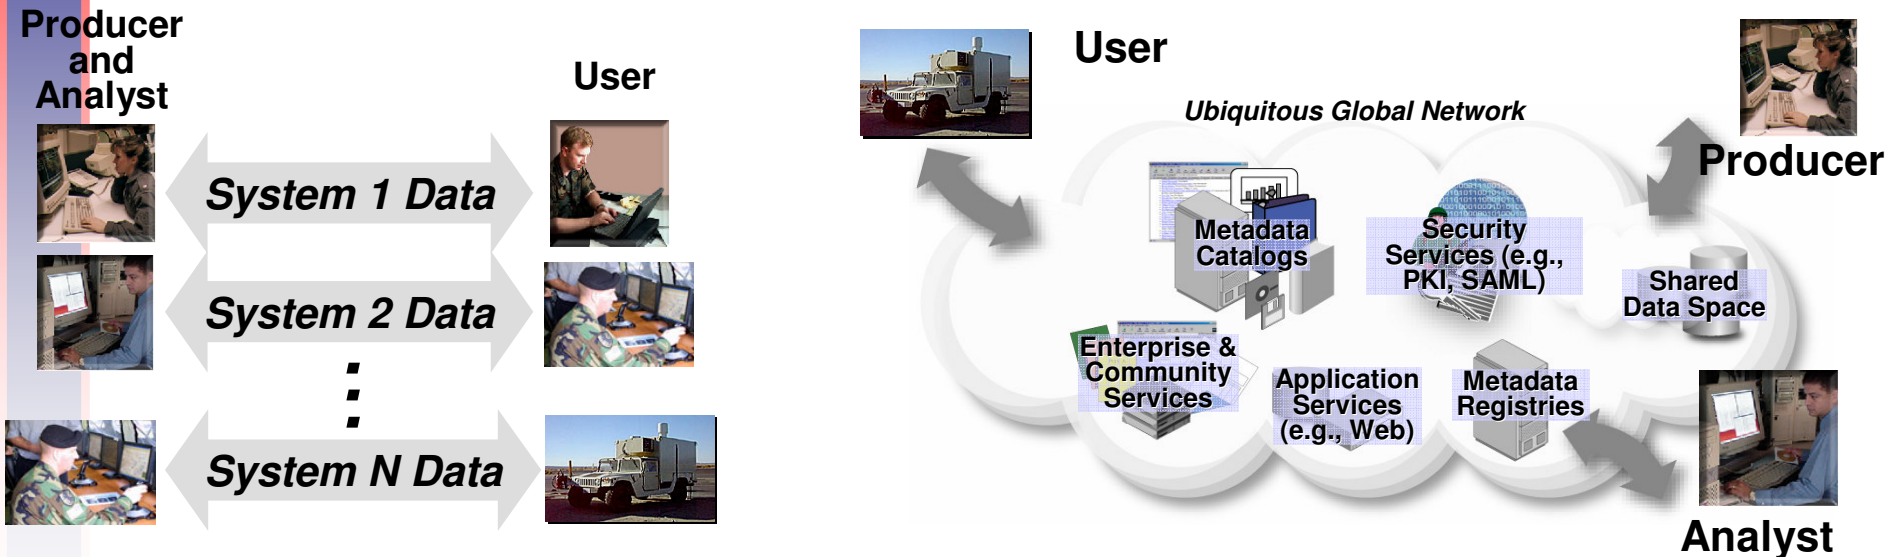 Producer
and
Analyst
User
System 1 Data
System 2 Data
System N Data
User
Ubiquitous Global Network
Producer
Metadata
Catalogs
Security
Services (e.g.,
PKI, SAML)
Shared
Data Space
Enterprise &
Community
Services
Application
Services
(e.g., Web)
Metadata
Registries
Analyst